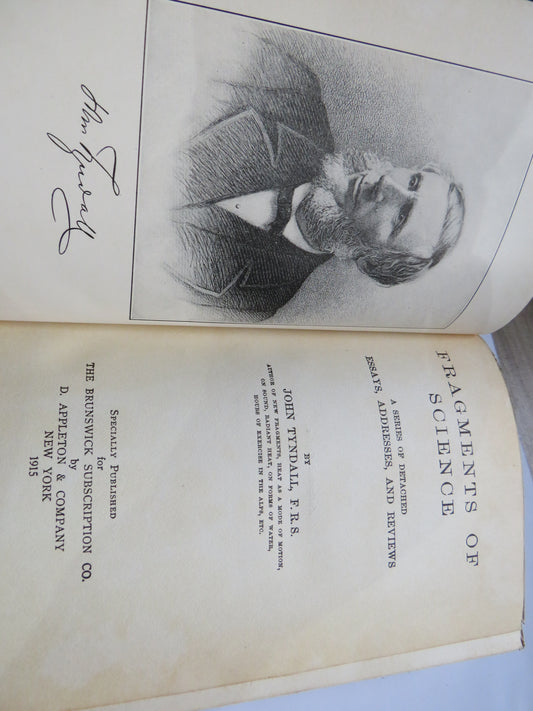 John Tyndall
FRAGMENTS OF
SCIENCE
A SERIES OF DETACHED
ESSAYS, ADDRESSES, AND REVIEWS
BY
JOHN TYNDALL, F.R.S.
AUTHOR OF NEW FRAGMENTS, HEAT AS A MODE OF MOTION,
ON SOUND, RADIANT HEAT, ON FORMS OF WATER,
HOURS OF EXERCISE IN THE ALPS, ETC.
SPECIALLY PUBLISHED
for
THE BRUNSWICK SUBSCRIPTION CO.
by
D. APPLETON & COMPANY
NEW YORK
1915